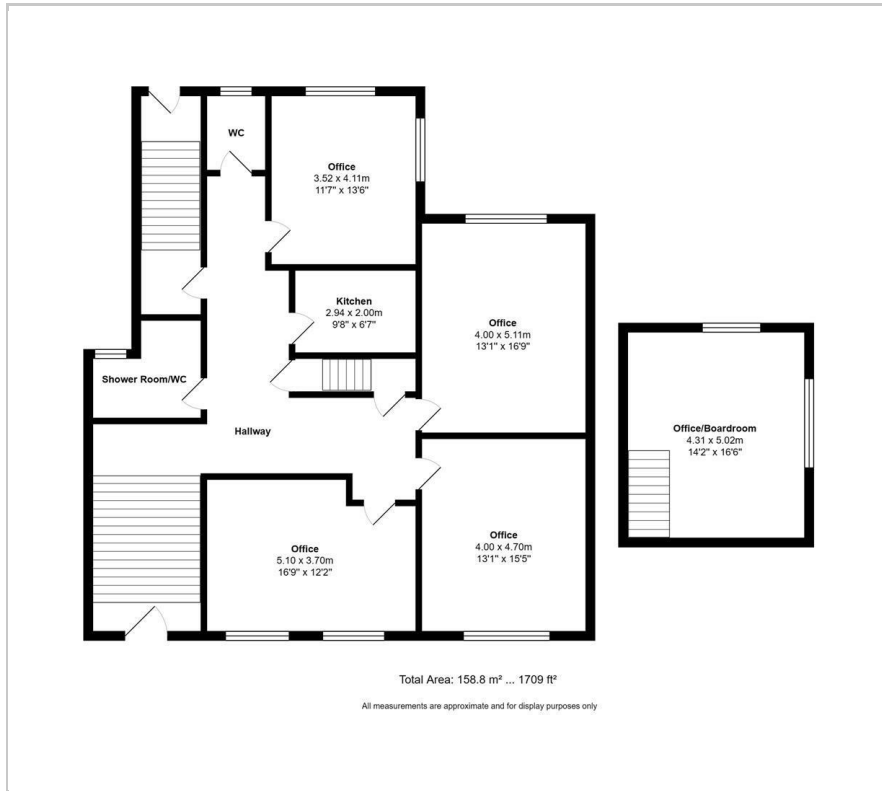 WC
Office
3.52 x 4.11m
11'7" x 13'6"
Kitchen
2.94 x 2.00m
9'8" x 6'7"
Office
4.00 x 5.11m
13'1" x 16'9"
Shower Room/WC
Hallway
Office/Boardroom
4.31 x 5.02m
14'2" x 16'6"
Office
5.10 x 3.70m
16'9" x 12'2"
Office
4.00 x 4.70m
13'1" x 15'5"
Total Area: 158.8 m² ... 1709 ft²
All measurements are approximate and for display purposes only